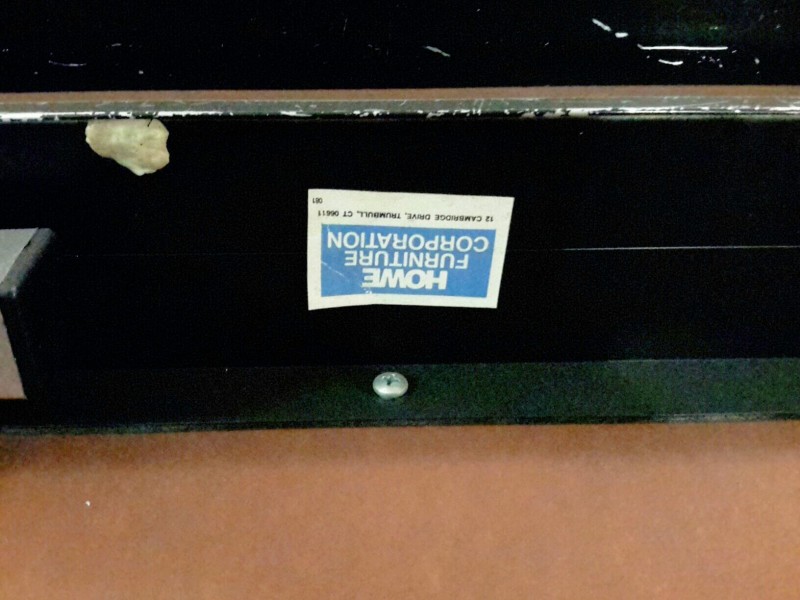 HOWE
FURNITURE
CORPORATION
12 CAMBRIDGE DRIVE, TRUMBULL, CT 06611
081